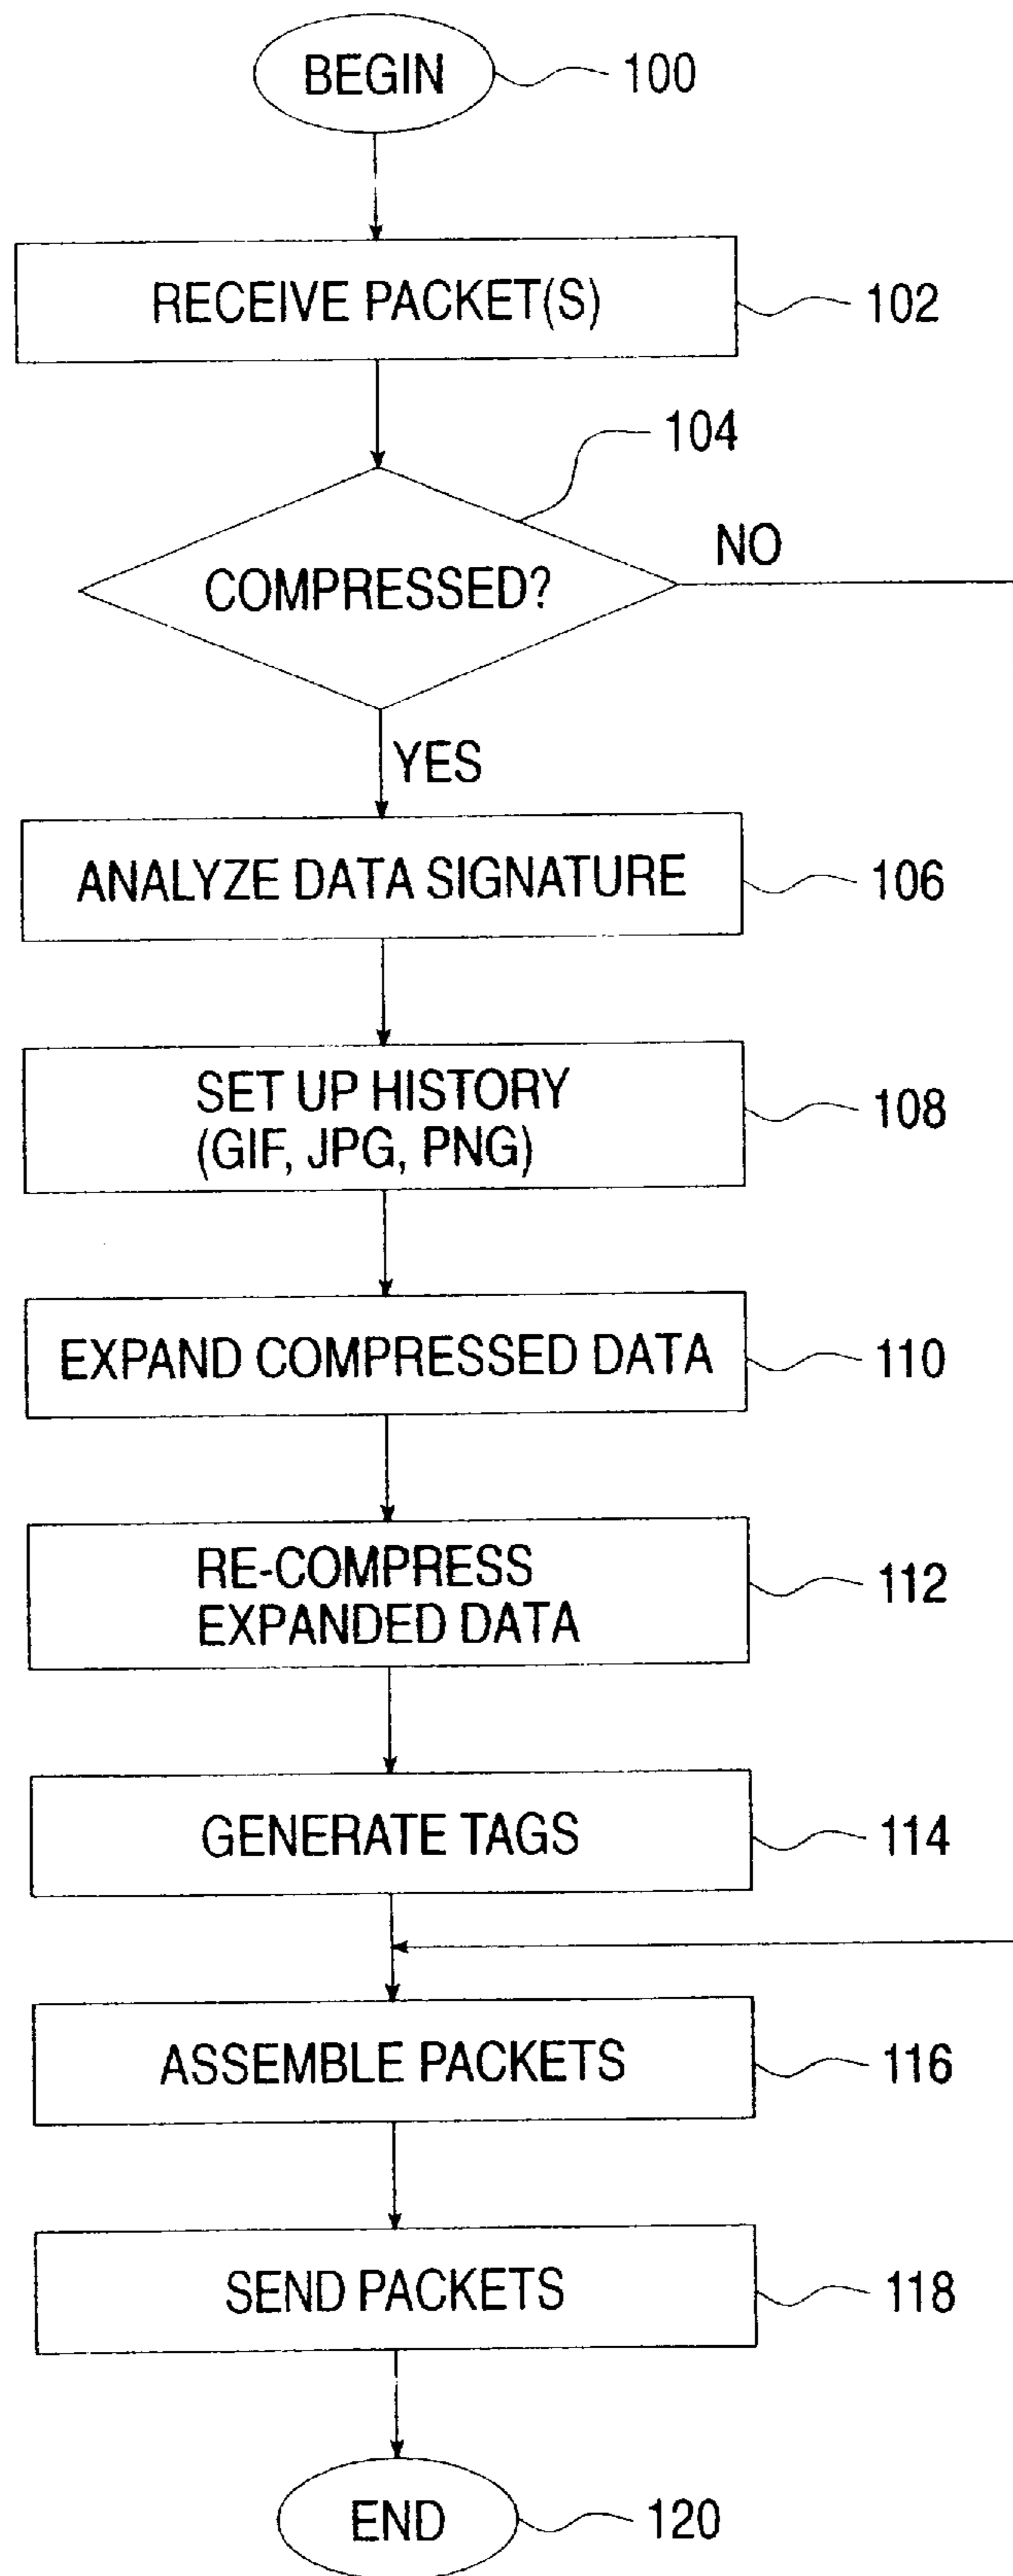 BEGIN
100
RECEIVE PACKET(S)
102
104
COMPRESSED?
NO
YES
ANALYZE DATA SIGNATURE
106
SET UP HISTORY
(GIF, JPG, PNG)
108
EXPAND COMPRESSED DATA
110
RE-COMPRESS
EXPANDED DATA
112
GENERATE TAGS
114
ASSEMBLE PACKETS
116
SEND PACKETS
118
END
120